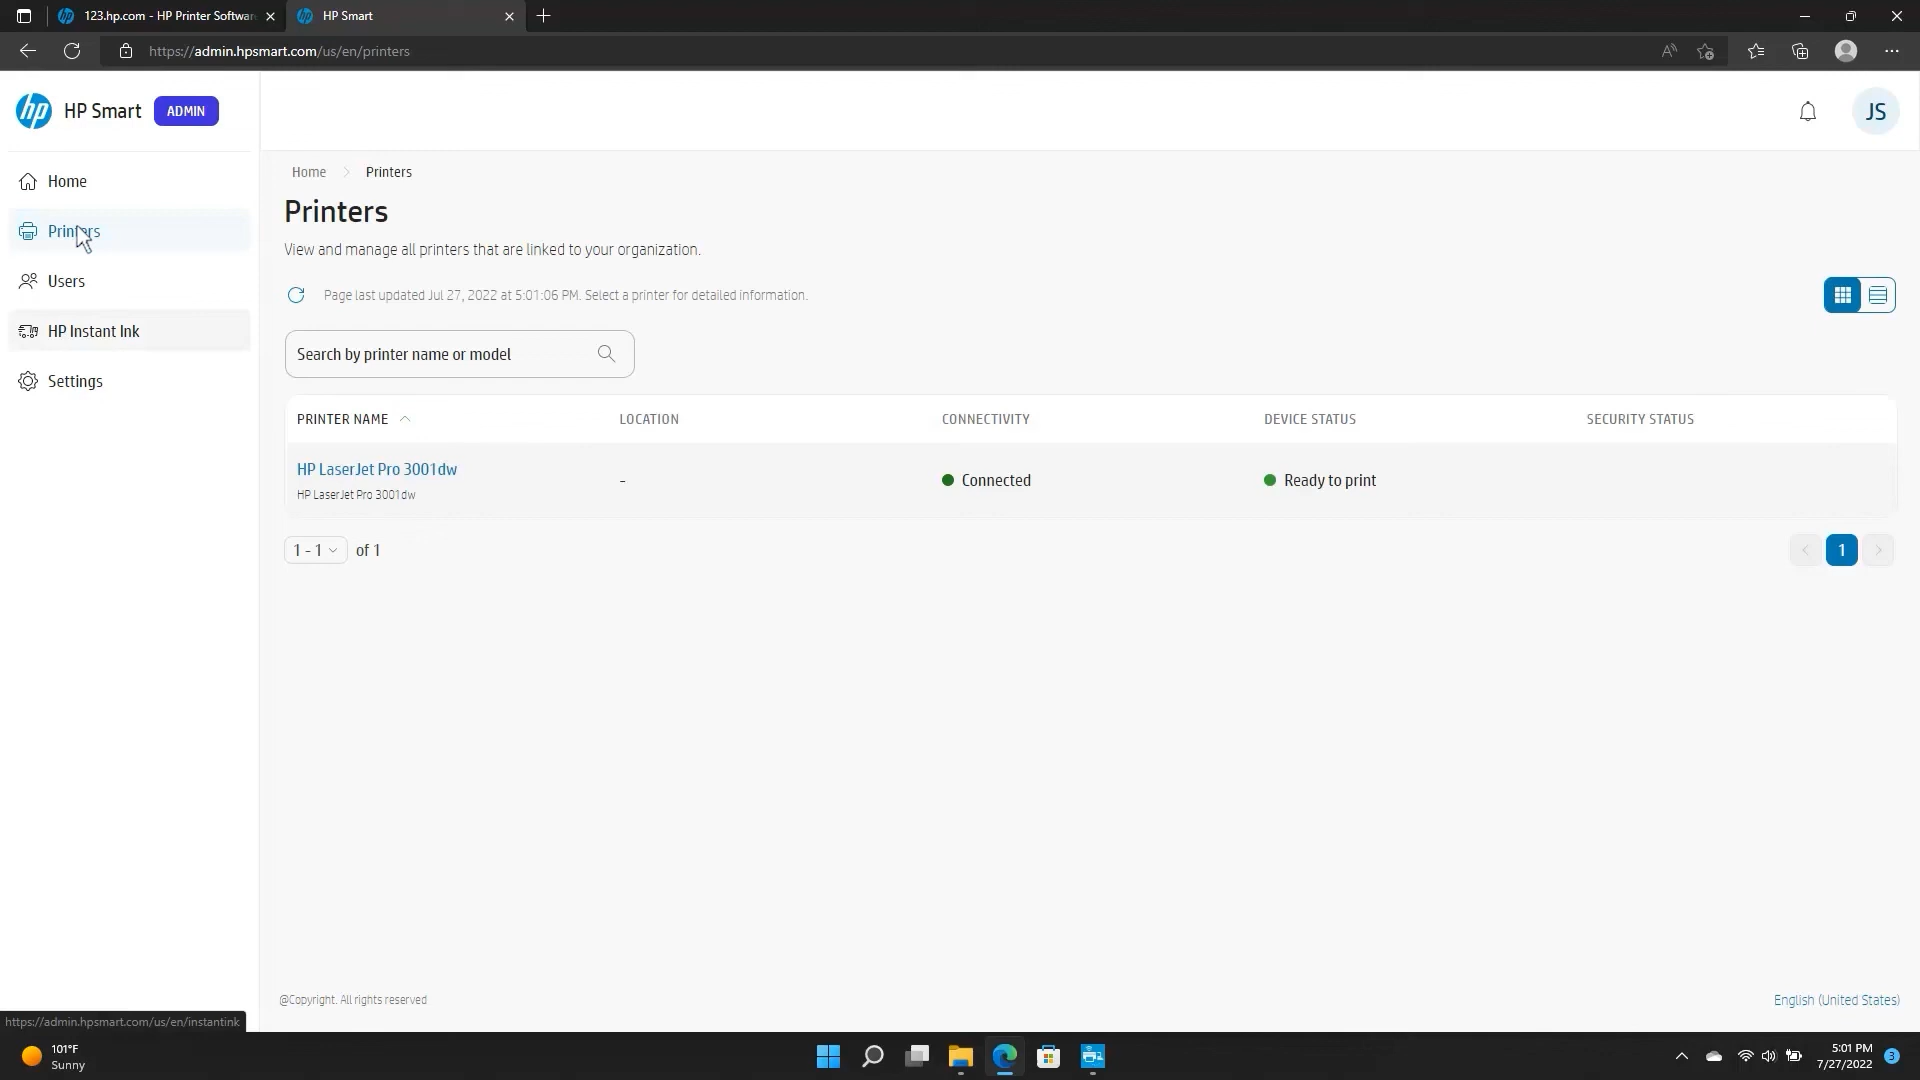 123.hp.com - HP Printer Softwar
HP Smart
https://admin.hpsmart.com/us/en/printers
hp HP Smart ADMIN
JS
Home
Printers
Users
HP Instant Ink
Settings
Home > Printers
Printers
View and manage all printers that are linked to your organization.
Page last updated Jul 27, 2022 at 5:01:06 PM. Select a printer for detailed information.
Search by printer name or model
PRINTER NAME LOCATION CONNECTIVITY DEVICE STATUS SECURITY STATUS
HP LaserJet Pro 3001dw
HP LaserJet Pro 3001dw
- Connected Ready to print
1 - 1 of 1
< 1 >
@Copyright. All rights reserved
English (United States)
https://admin.hpsmart.com/us/en/instantink
101°F
Sunny
5:01 PM
7/27/2022
3